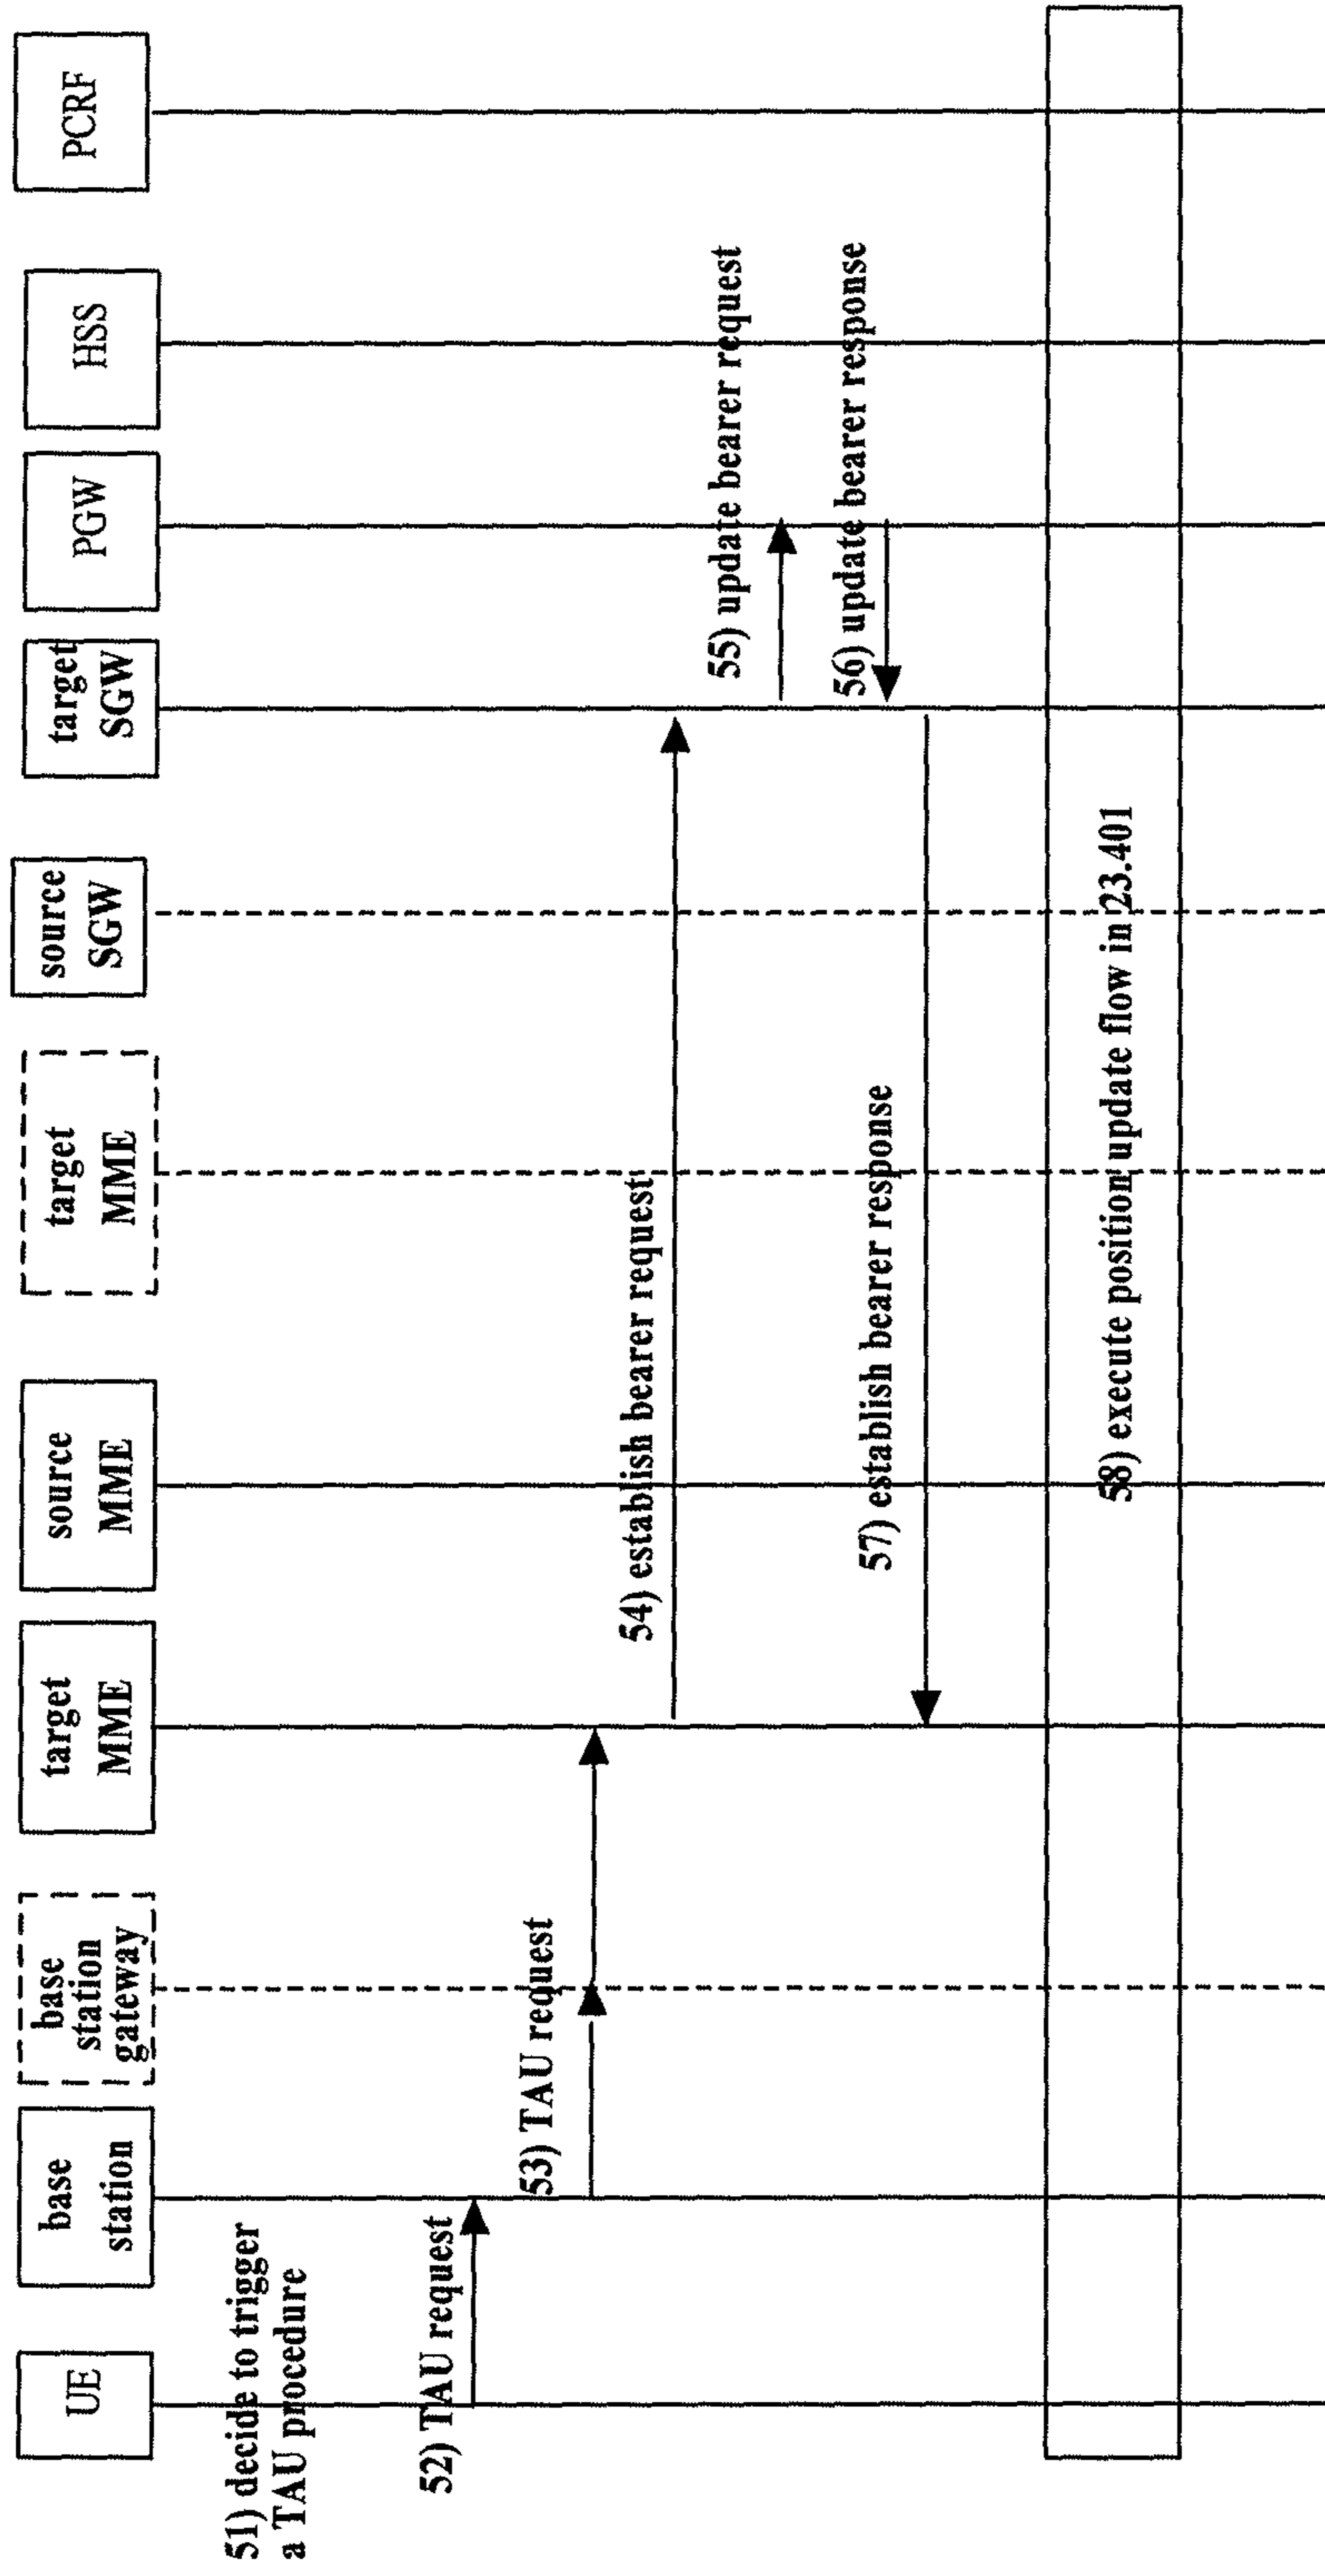 UE
base
station
base
station
gateway
target
MME
source
MME
target
MME
source
SGW
target
SGW
PGW
HSS
PCRF
51) decide to trigger
a TAU procedure
52) TAU request
53) TAU request
54) establish bearer request
55) update bearer request
56) update bearer response
57) establish bearer response
58) execute position update flow in 23.401